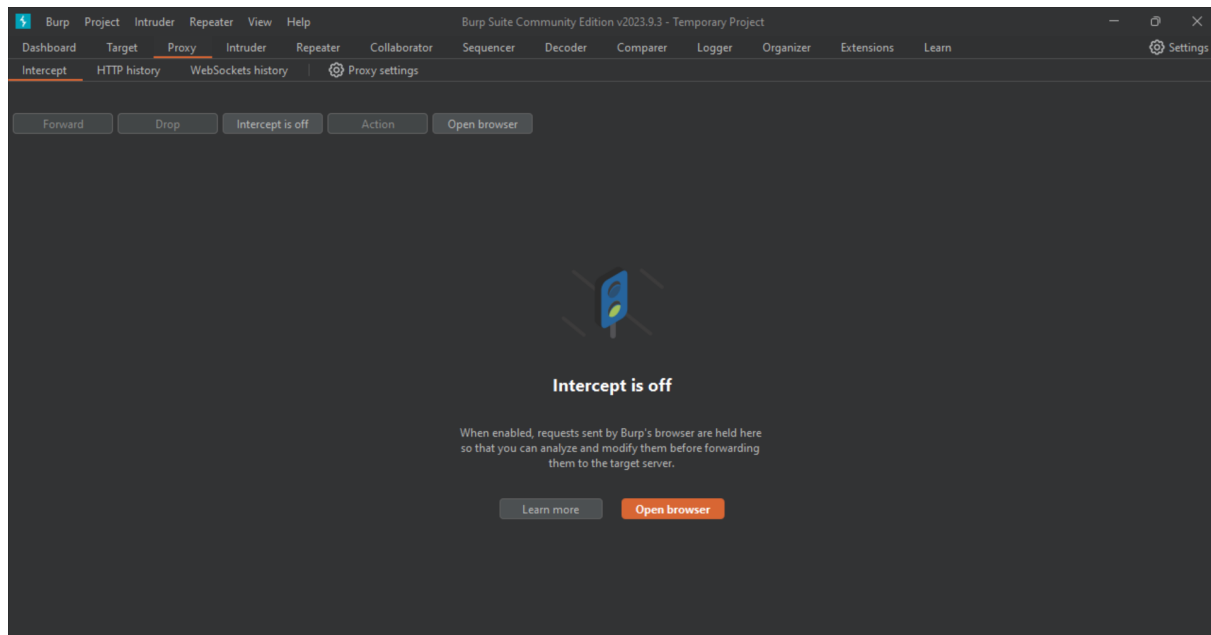 Burp Project Intruder Repeater View Help Burp Suite Community Edition v2023.9.3 - Temporary Project
Dashboard Target Proxy Intruder Repeater Collaborator Sequencer Decoder Comparer Logger Organizer Extensions Learn Settings
Intercept HTTP history WebSockets history Proxy settings
Forward Drop Intercept is off Action Open browser
Intercept is off
When enabled, requests sent by Burp's browser are held here
so that you can analyze and modify them before forwarding
them to the target server.
Learn more Open browser